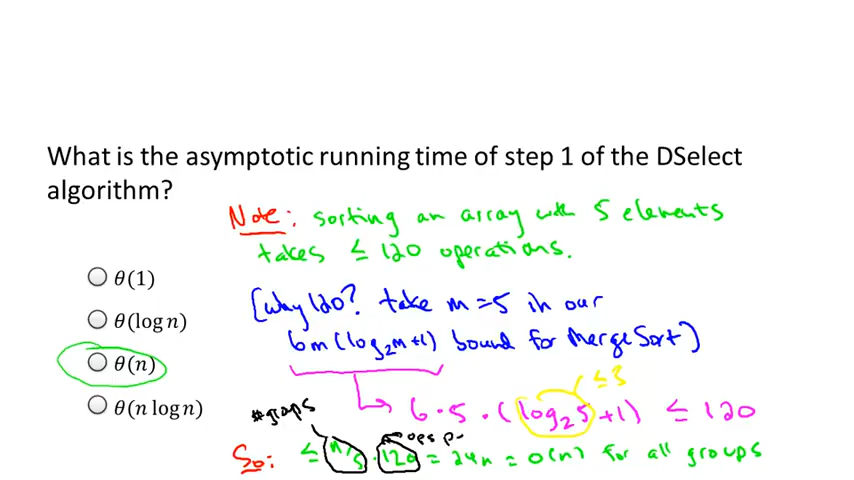 What is the asymptotic running time of step 1 of the DSelect
algorithm?
Note: sorting an array with 5 elements
takes ≤ 120 operations.
θ(1)
θ(log n)
θ(n)
θ(n log n)
[Why 120? take m=5 in our
6m(log₂m+1) bound for MergeSort]
≤3
6·5·(log₂5+1) ≤ 120
#groups
ops p
So: ≤ n/5 · 120 = 24n = O(n) for all groups